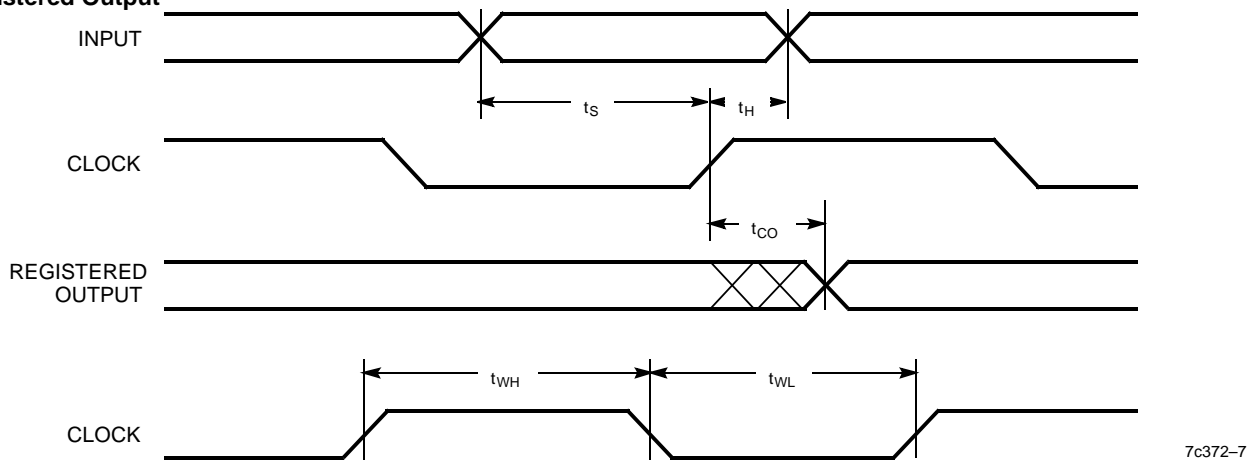 istered Output
INPUT
tS
tH
CLOCK
tCO
REGISTERED
OUTPUT
tWH
tWL
CLOCK
7c372–7